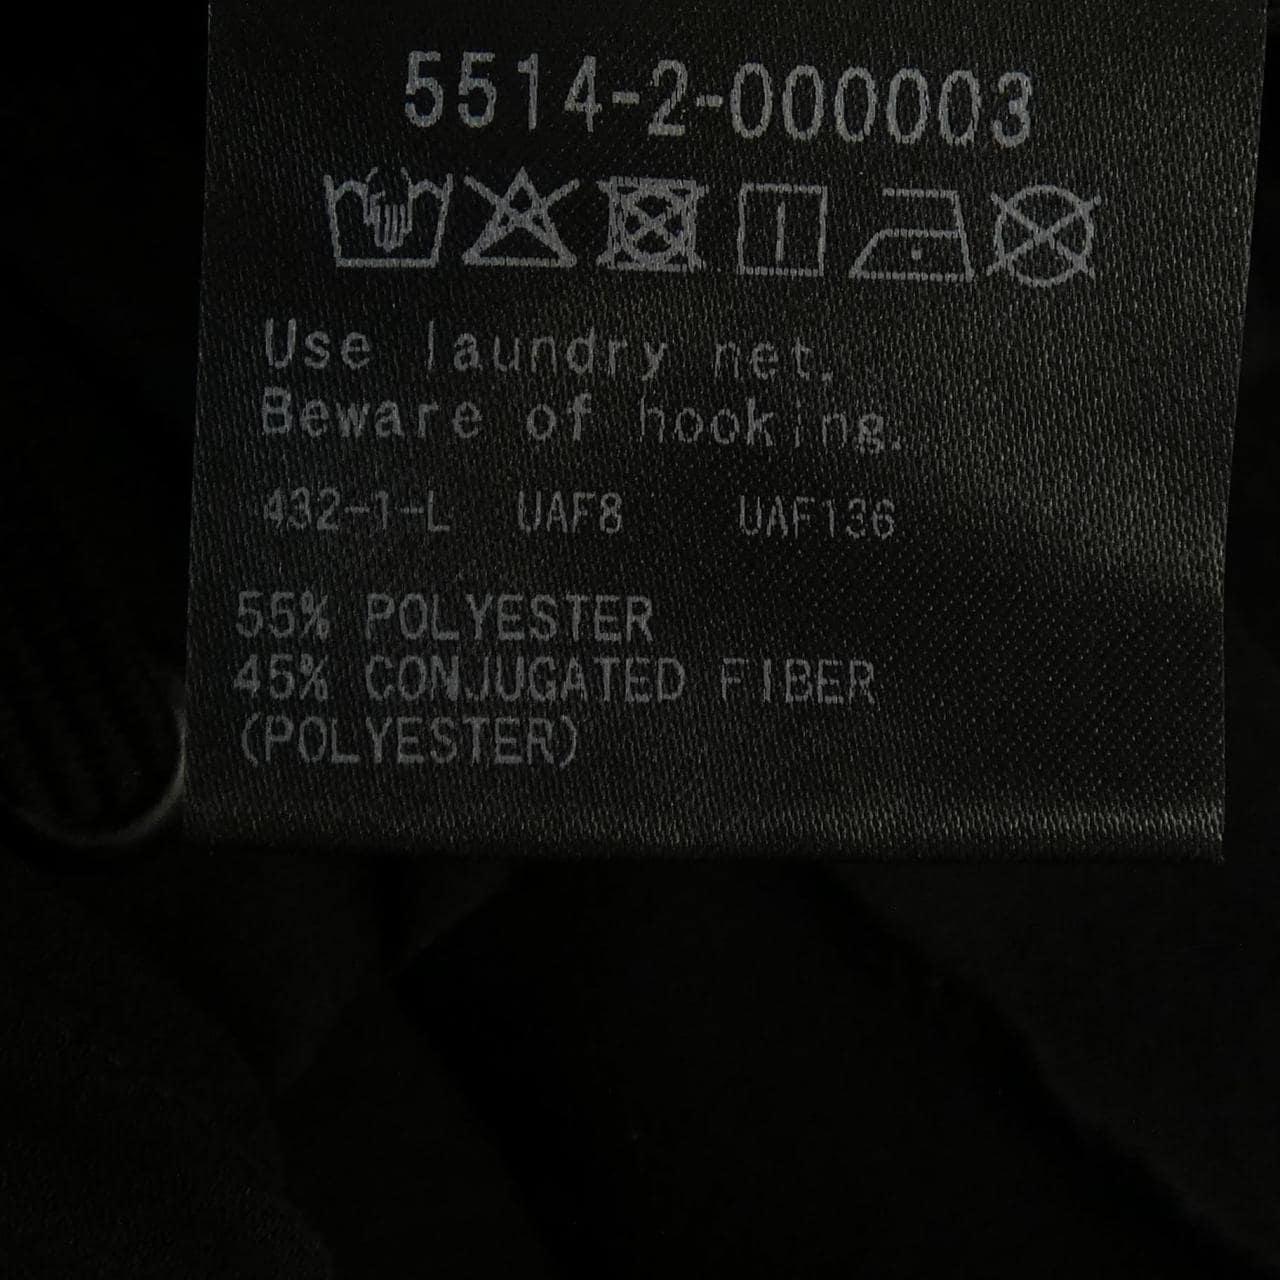 5514-2-000003
Use laundry net.
Beware of hooking.
432-1-L UAF8 UAF136
55% POLYESTER
45% CONJUGATED FIBER
(POLYESTER)